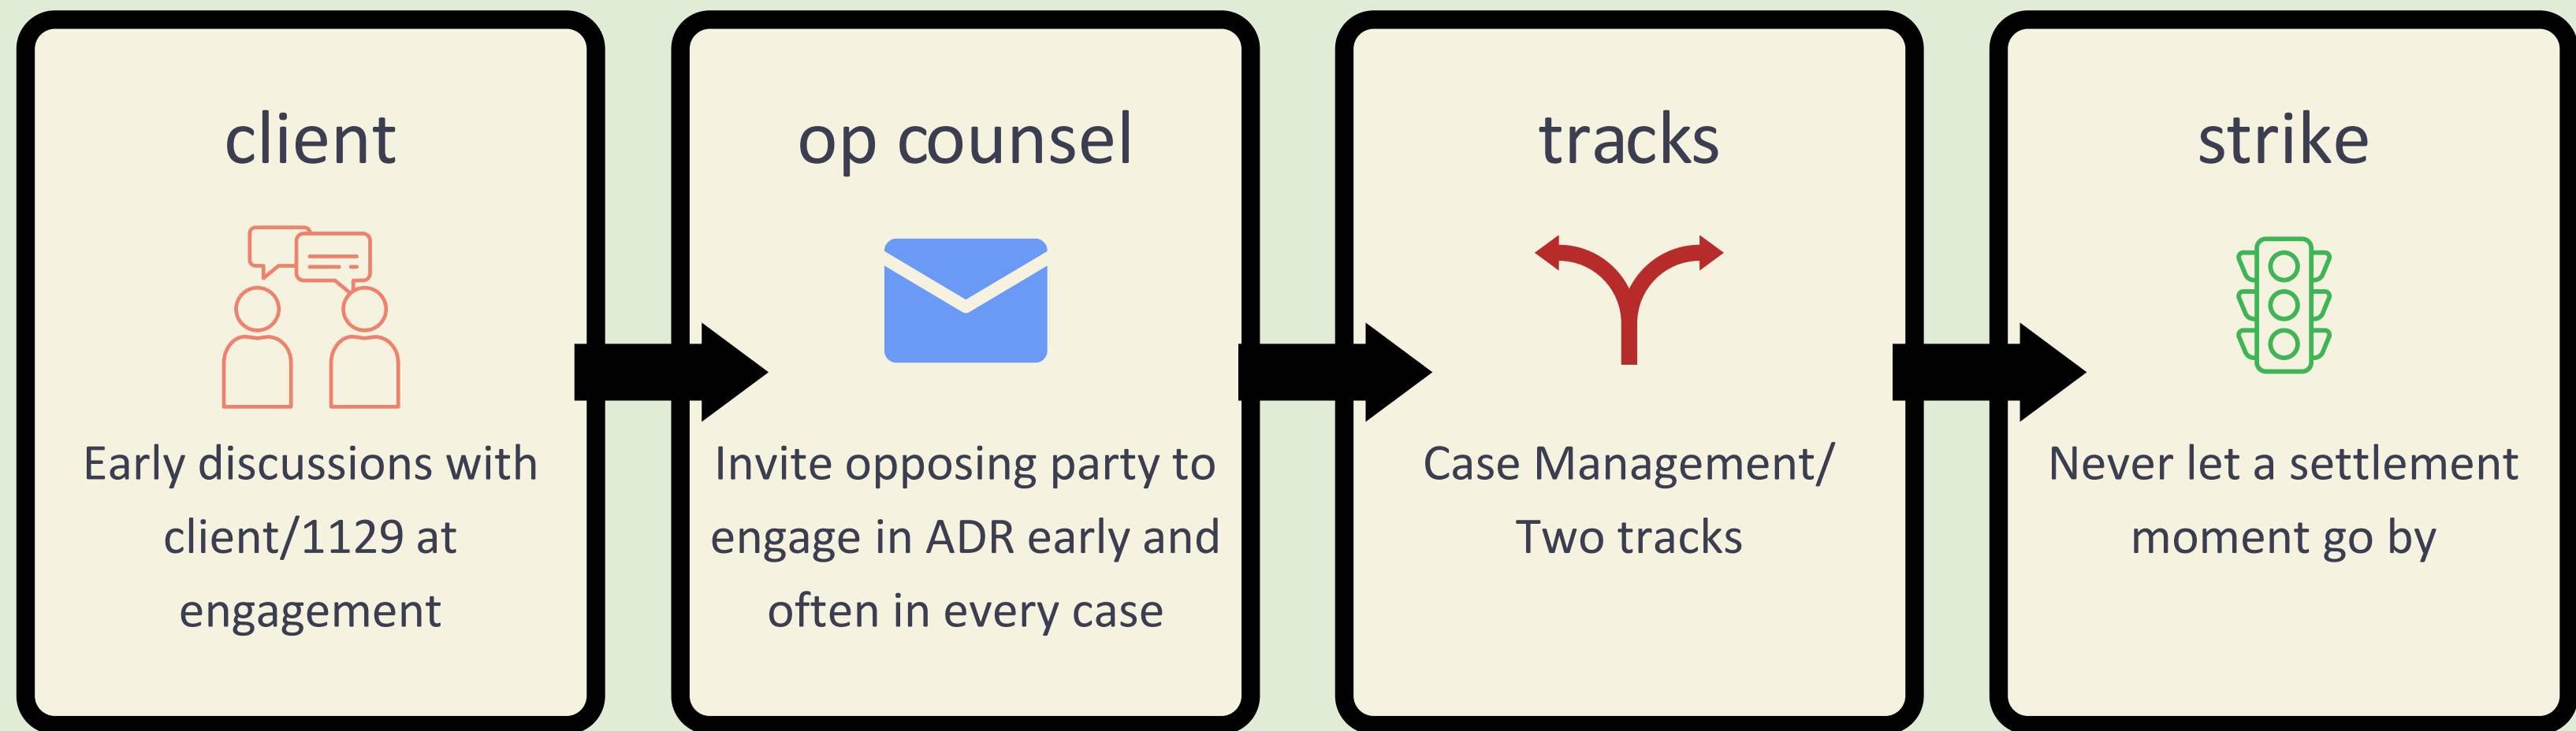 client
Early discussions with
client/1129 at
engagement
op counsel
Invite opposing party to
engage in ADR early and
often in every case
tracks
Case Management/
Two tracks
strike
Never let a settlement
moment go by